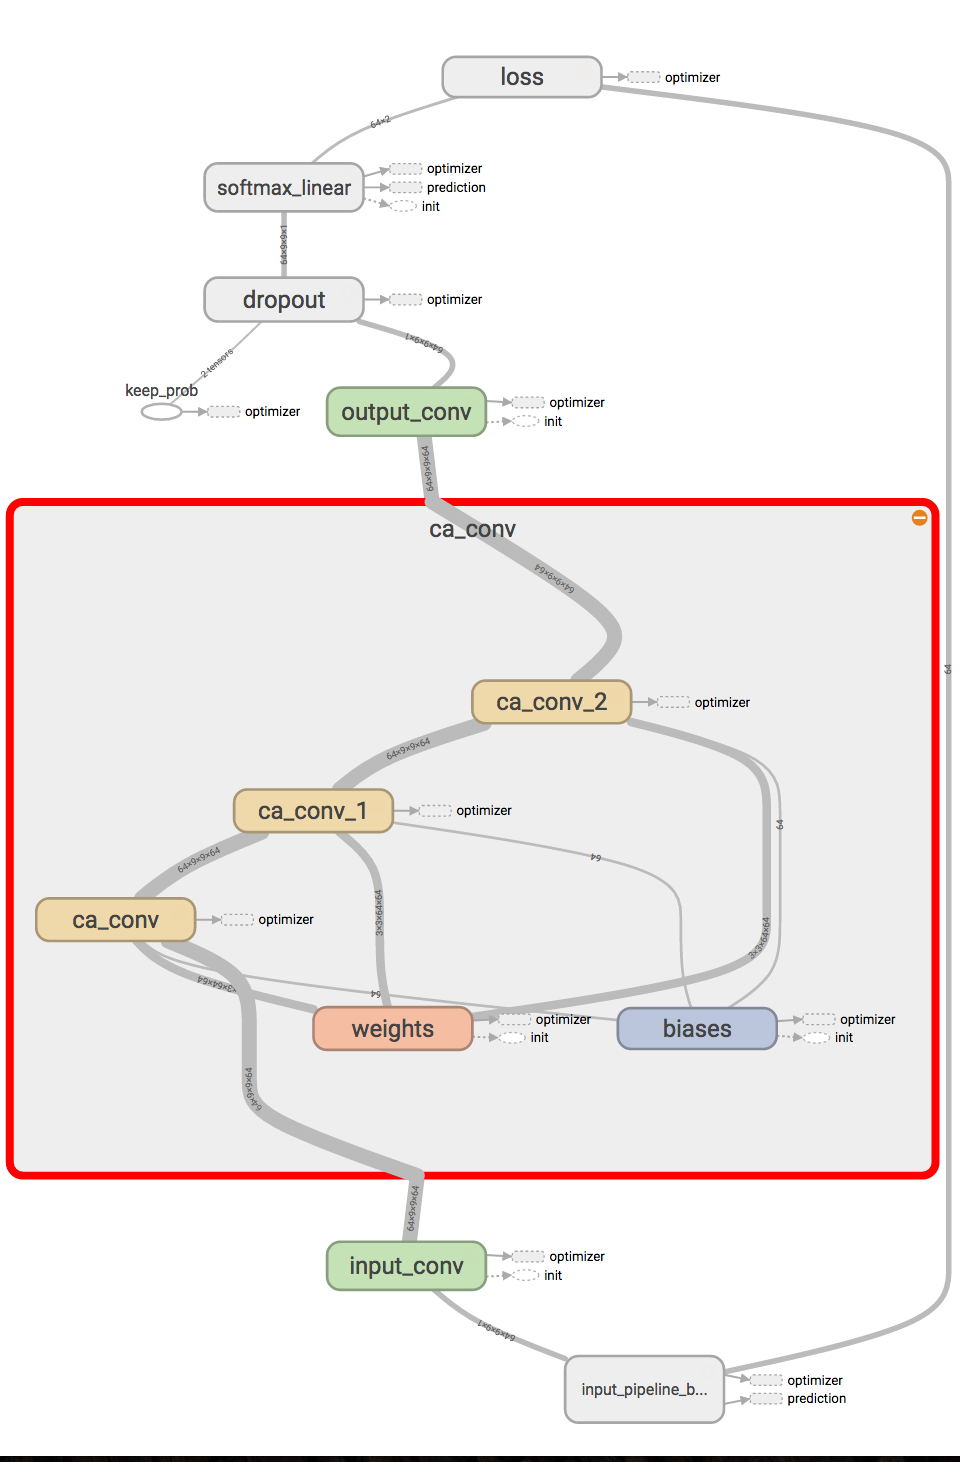 loss
optimizer
64×2
softmax_linear
optimizer
prediction
init
64×9×9×1
dropout
optimizer
64×9×9×1
2 tensors
keep_prob
optimizer
output_conv
optimizer
init
64×9×9×64
ca_conv
64×9×9×64
64
ca_conv_2
optimizer
64×9×9×64
ca_conv_1
optimizer
64
64
64×9×9×64
3×3×64×64
ca_conv
optimizer
3×3×64×64
3×3×64×64
64
weights
optimizer
init
biases
optimizer
init
64×9×9×64
64×9×9×64
input_conv
optimizer
init
64×9×9×1
input_pipeline_b...
optimizer
prediction